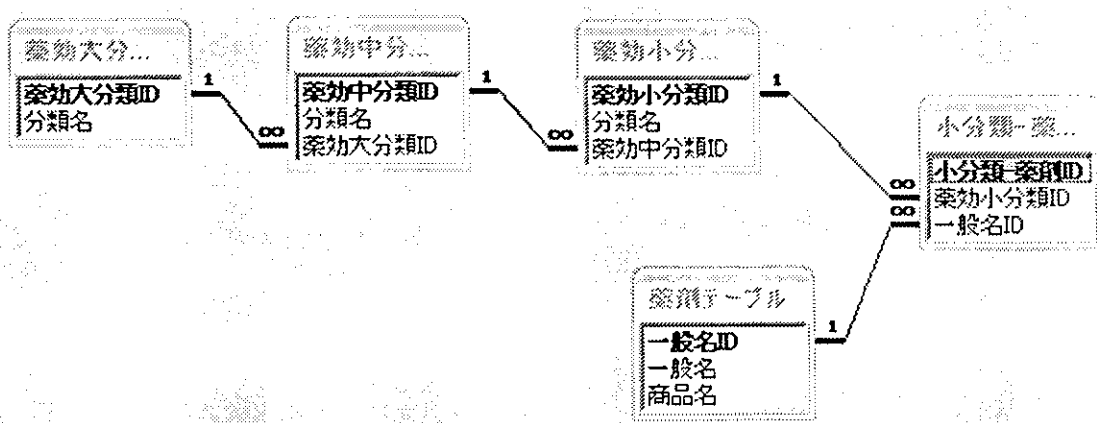 薬効大分...
薬効大分類ID
分類名
1
∞
薬効中分...
薬効中分類ID
分類名
薬効大分類ID
1
∞
薬効小分...
薬効小分類ID
分類名
薬効中分類ID
1
∞
小分類-薬...
小分類-薬剤ID
薬効小分類ID
一般名ID
∞
薬剤テーブル
一般名ID
一般名
商品名
1